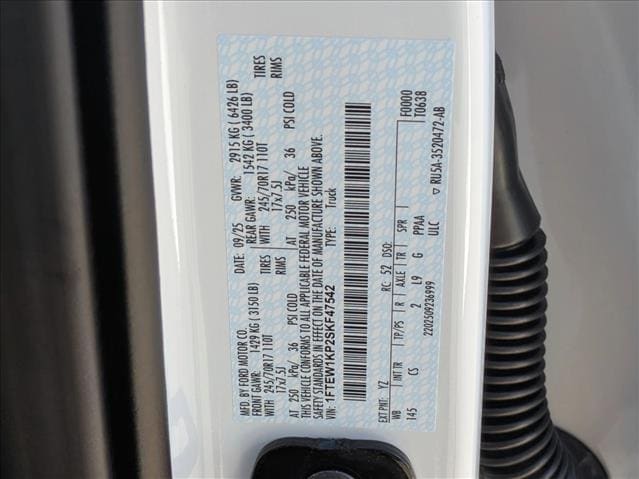 MFD. BY FORD MOTOR CO.
09/25 GVWR: 2915 KG ( 6426 LB)
FRONT GAWR: 1429 KG ( 3150 LB) REAR GAWR: 1542 KG ( 3400 LB)
WITH 245/70R17 110T TIRES WITH 245/70R17 110T TIRES
17x7.5J RIMS 17x7.5J RIMS
AT 250 kPa/ 36 PSI COLD AT 250 kPa/ 36 PSI COLD
THIS VEHICLE CONFORMS TO ALL APPLICABLE FEDERAL MOTOR VEHICLE
SAFETY STANDARDS IN EFFECT ON THE DATE OF MANUFACTURE SHOWN ABOVE.
VIN: 1FTEW1KP2SKF47542 TYPE: Truck
F0000
T0638
EXT PNT: YZ RC: 52 DSO:
WB INT TR TP/PS R AXLE TR SPR
145 CS 2 L9 G PPAA
ULC
2202509236999
RU5A-3520472-AB